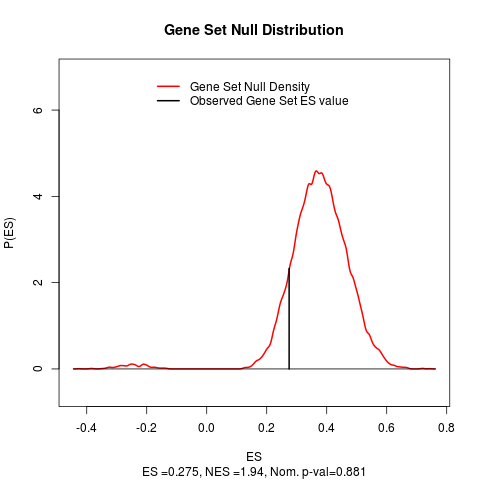 Gene Set Null Distribution
Gene Set Null Density
Observed Gene Set ES value
6
4
2
0
P(ES)
-0.4 -0.2 0.0 0.2 0.4 0.6 0.8
ES
ES =0.275, NES =1.94, Nom. p-val=0.881